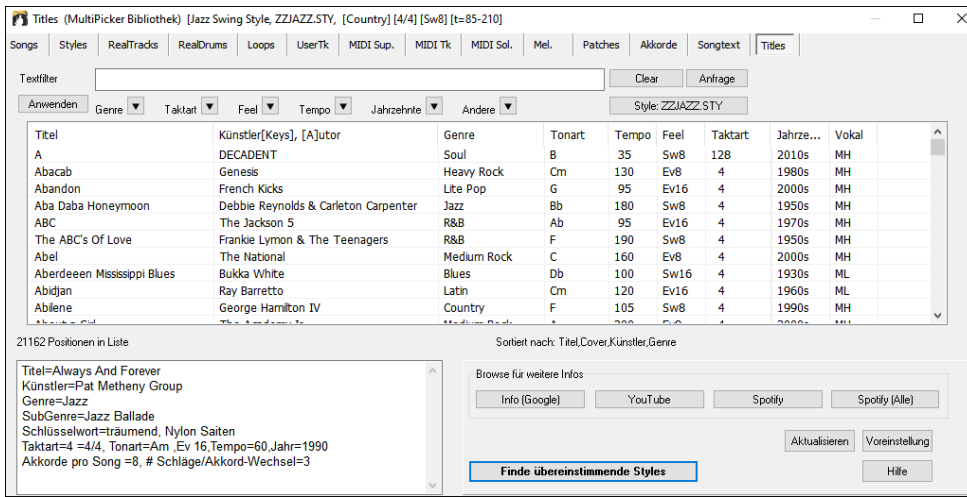 Titles (MultiPicker Bibliothek) [Jazz Swing Style, ZZJAZZ.STY, [Country] [4/4] [Sw8] [t=85-210]
Songs Styles RealTracks RealDrums Loops UserTk MIDI Sup. MIDI Tk MIDI Sol. Mel. Patches Akkorde Songtext Titles
Textfilter Clear Anfrage
Anwenden Genre Taktart Feel Tempo Jahrzehnte Andere Style: ZZJAZZ.STY
Titel Künstler[Keys], [A]utor Genre Tonart Tempo Feel Taktart Jahrze... Vokal
A DECADENT Soul B 35 Sw8 128 2010s MH
Abacab Genesis Heavy Rock Cm 130 Ev8 4 1980s MH
Abandon French Kicks Lite Pop G 95 Ev16 4 2000s MH
Aba Daba Honeymoon Debbie Reynolds & Carleton Carpenter Jazz Bb 180 Sw8 4 1950s MH
ABC The Jackson 5 R&B Ab 95 Ev16 4 1970s MH
The ABC's Of Love Frankie Lymon & The Teenagers R&B F 190 Sw8 4 1950s MH
Abel The National Medium Rock C 160 Ev8 4 2000s MH
Aberdeeen Mississippi Blues Bukka White Blues Db 100 Sw16 4 1930s ML
Abidjan Ray Barretto Latin Cm 120 Ev16 4 1960s ML
Abilene George Hamilton IV Country F 105 Sw8 4 1990s MH
21162 Positionen in Liste Sortiert nach: Titel,Cover,Künstler,Genre
Titel=Always And Forever
Künstler=Pat Metheny Group
Genre=Jazz
SubGenre=Jazz Ballade
Schlüsselwort=träumend, Nylon Saiten
Taktart=4 =4/4, Tonart=Am ,Ev 16,Tempo=60,Jahr=1990
Akkorde pro Song =8, # Schläge/Akkord-Wechsel=3
Browse für weitere Infos
Info (Google) YouTube Spotify Spotify (Alle)
Aktualisieren Voreinstellung
Finde übereinstimmende Styles Hilfe